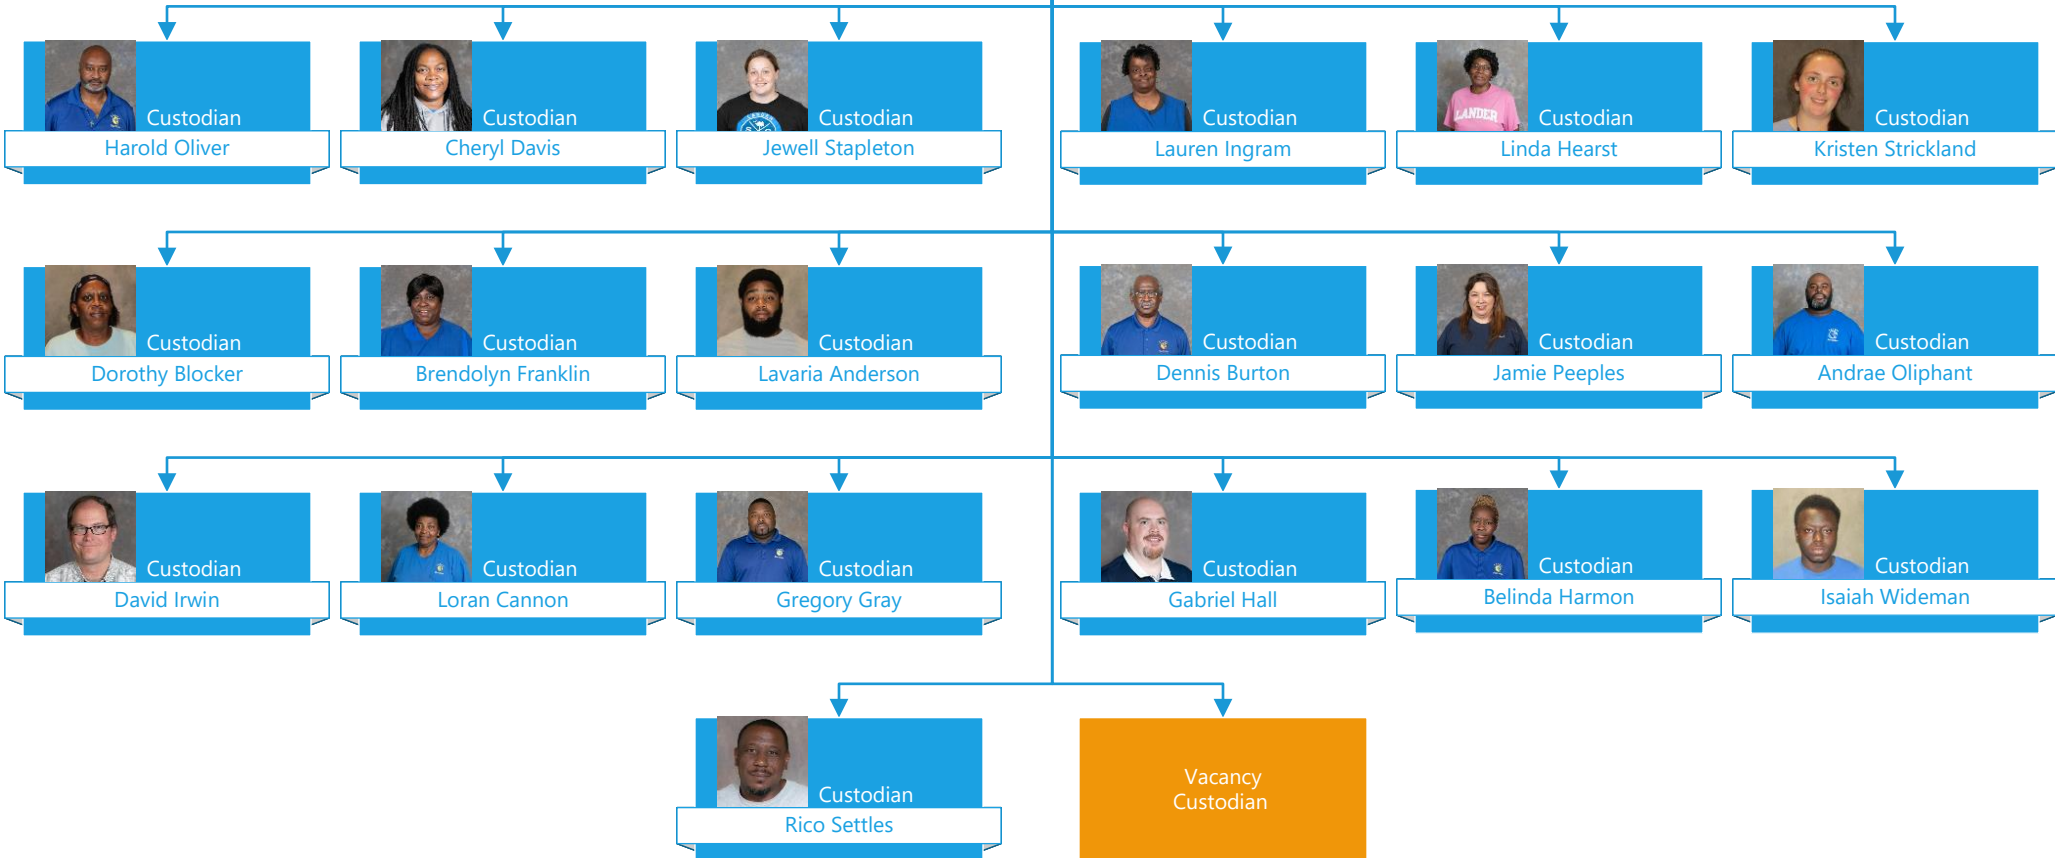 Custodian
Harold Oliver
Custodian
Cheryl Davis
Custodian
Jewell Stapleton
Custodian
Lauren Ingram
LANDER
Custodian
Linda Hearst
Custodian
Kristen Strickland
Custodian
Dorothy Blocker
Custodian
Brendolyn Franklin
Custodian
Lavaria Anderson
Custodian
Dennis Burton
Custodian
Jamie Peeples
Custodian
Andrae Oliphant
Custodian
David Irwin
Custodian
Loran Cannon
Custodian
Gregory Gray
Custodian
Gabriel Hall
Custodian
Belinda Harmon
Custodian
Isaiah Wideman
Custodian
Rico Settles
Vacancy
Custodian